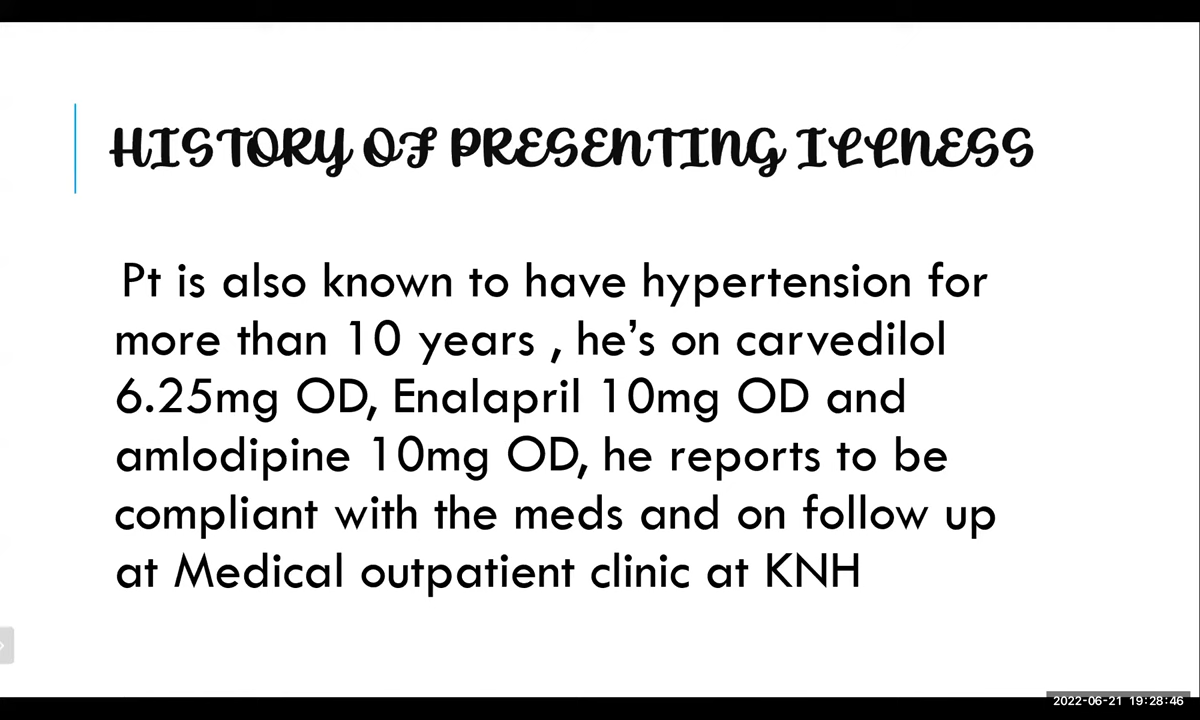 HISTORY OF PRESENTING ILLNESS
Pt is also known to have hypertension for
more than 10 years , he’s on carvedilol
6.25mg OD, Enalapril 10mg OD and
amlodipine 10mg OD, he reports to be
compliant with the meds and on follow up
at Medical outpatient clinic at KNH
2022-06-21 19:28:46